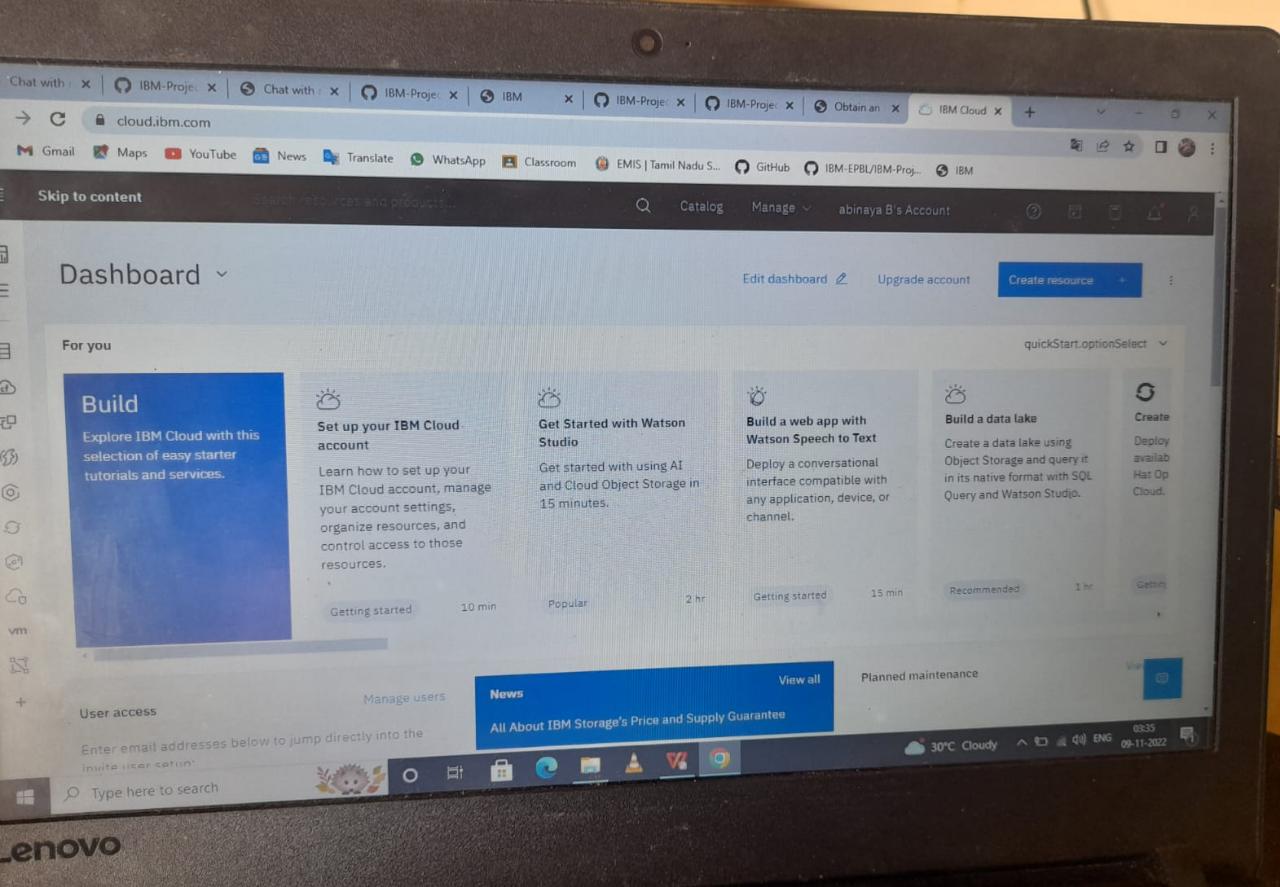 Chat with
IBM-Projec
Chat with
IBM-Projec
IBM
IBM-Projec
IBM-Projec
Obtain an
IBM Cloud
cloud.ibm.com
Gmail
Maps
YouTube
News
Translate
WhatsApp
Classroom
EMIS | Tamil Nadu S...
GitHub
IBM-EPBL/IBM-Proj...
IBM
Skip to content
Search resources and products...
Catalog
Manage
abinaya B's Account
Dashboard
Edit dashboard
Upgrade account
Create resource +
For you
quickStart.optionSelect
Build
Explore IBM Cloud with this
selection of easy starter
tutorials and services.
Set up your IBM Cloud
account
Learn how to set up your
IBM Cloud account, manage
your account settings,
organize resources, and
control access to those
resources.
Getting started
10 min
Get Started with Watson
Studio
Get started with using AI
and Cloud Object Storage in
15 minutes.
Popular
2 hr
Build a web app with
Watson Speech to Text
Deploy a conversational
interface compatible with
any application, device, or
channel.
Getting started
15 min
Build a data lake
Create a data lake using
Object Storage and query it
in its native format with SQL
Query and Watson Studio.
Recommended
1 hr
Create
Deploy
availab
Hat Op
Cloud.
Gettin
vm
User access
Manage users
Enter email addresses below to jump directly into the
invite user setup:
News
View all
All About IBM Storage's Price and Supply Guarantee
Planned maintenance
View
Type here to search
30°C Cloudy
ENG
03:35
09-11-2022
Lenovo